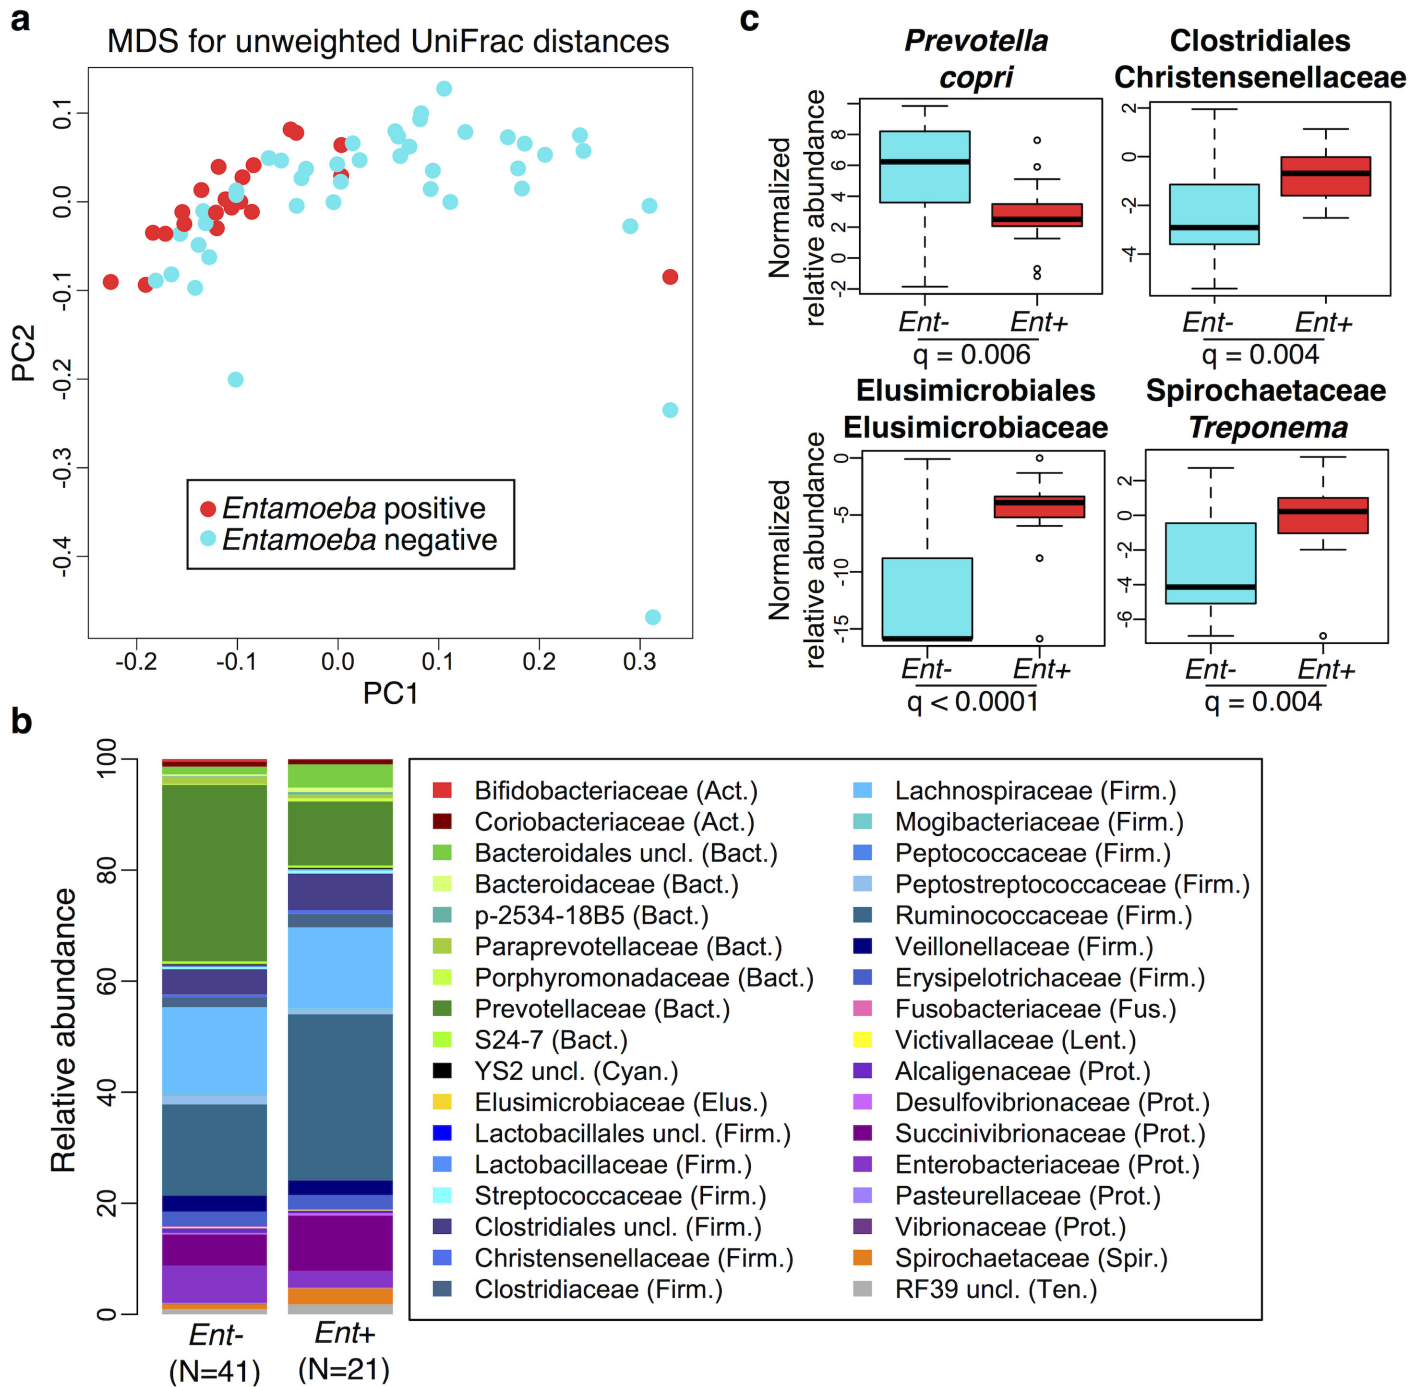 a
MDS for unweighted UniFrac distances
0.1
0.0
-0.1
-0.2
-0.3
-0.4
PC2
Entamoeba positive
Entamoeba negative
-0.2 -0.1 0.0 0.1 0.2 0.3
PC1
c
Prevotella
copri
Normalized
relative abundance
8
6
4
2
0
-2
Ent- Ent+
q = 0.006
Clostridiales
Christensenellaceae
2
0
-2
-4
Ent- Ent+
q = 0.004
Elusimicrobiales
Elusimicrobiaceae
Normalized
relative abundance
0
-5
-10
-15
Ent- Ent+
q < 0.0001
Spirochaetaceae
Treponema
2
0
-2
-4
-6
Ent- Ent+
q = 0.004
b
Relative abundance
100
80
60
40
20
0
Ent-
(N=41)
Ent+
(N=21)
Bifidobacteriaceae (Act.)
Coriobacteriaceae (Act.)
Bacteroidales uncl. (Bact.)
Bacteroidaceae (Bact.)
p-2534-18B5 (Bact.)
Paraprevotellaceae (Bact.)
Porphyromonadaceae (Bact.)
Prevotellaceae (Bact.)
S24-7 (Bact.)
YS2 uncl. (Cyan.)
Elusimicrobiaceae (Elus.)
Lactobacillales uncl. (Firm.)
Lactobacillaceae (Firm.)
Streptococcaceae (Firm.)
Clostridiales uncl. (Firm.)
Christensenellaceae (Firm.)
Clostridiaceae (Firm.)
Lachnospiraceae (Firm.)
Mogibacteriaceae (Firm.)
Peptococcaceae (Firm.)
Peptostreptococcaceae (Firm.)
Ruminococcaceae (Firm.)
Veillonellaceae (Firm.)
Erysipelotrichaceae (Firm.)
Fusobacteriaceae (Fus.)
Victivallaceae (Lent.)
Alcaligenaceae (Prot.)
Desulfovibrionaceae (Prot.)
Succinivibrionaceae (Prot.)
Enterobacteriaceae (Prot.)
Pasteurellaceae (Prot.)
Vibrionaceae (Prot.)
Spirochaetaceae (Spir.)
RF39 uncl. (Ten.)